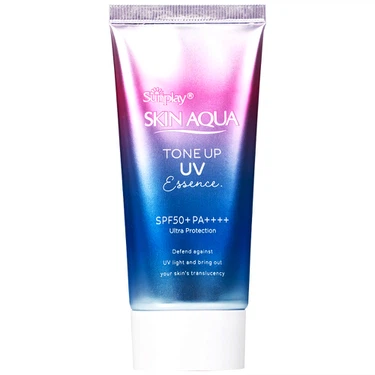 Sunplay®
SKIN AQUA
TONE UP
UV
Essence.
SPF50+PA++++
Ultra Protection
Defend against
UV light and bring out
your skin's translucency